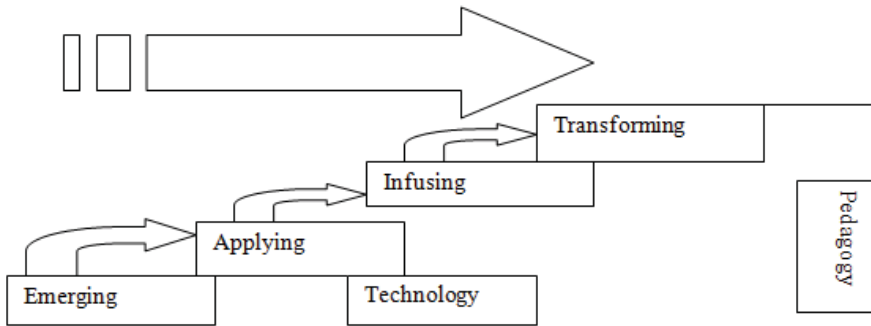 Transforming
Infusing
Pedagogy
Applying
Emerging
Technology